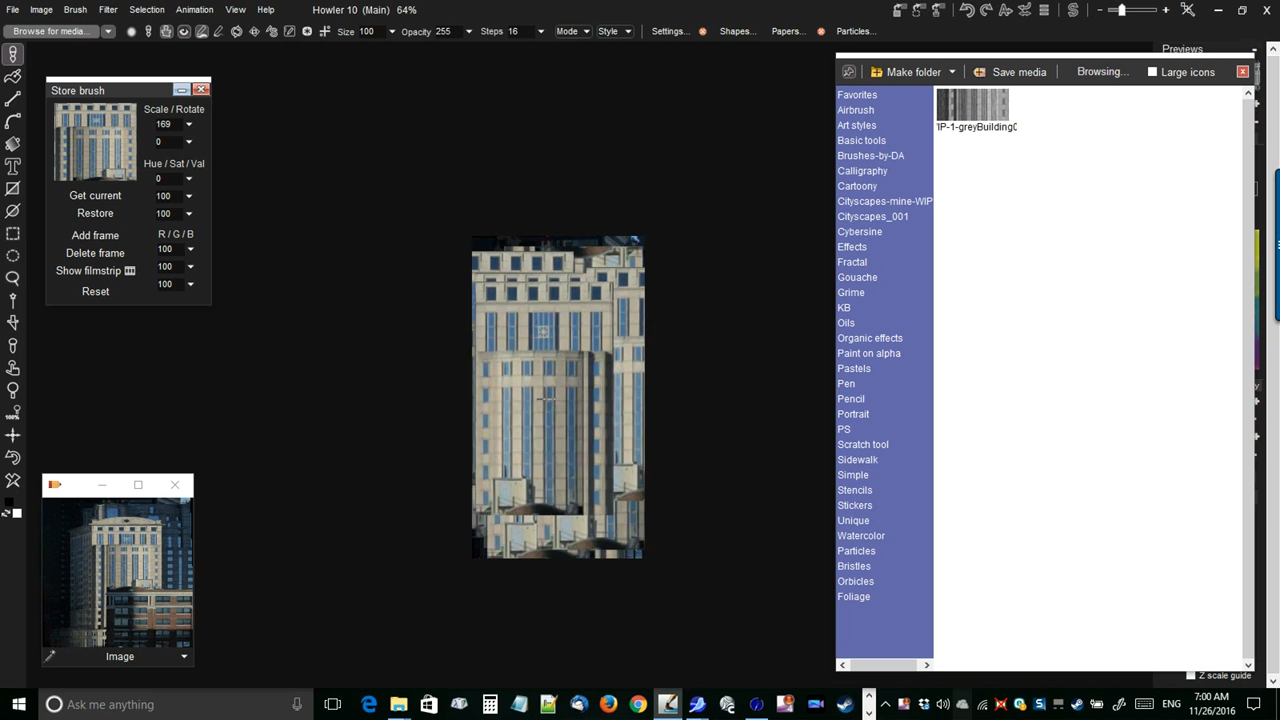 File Image Brush Filter Selection Animation View Help Howler 10 (Main) 64%
Browse for media... Size 100 Opacity 255 Steps 16 Mode Style Settings... Shapes... Papers... Particles...
Previews
Store brush
Scale / Rotate
169
0
Hue / Sat / Val
0
Get current 100
Restore 100
Add frame R / G / B
Delete frame 100
Show filmstrip 100
Reset 100
Image
Make folder Save media Browsing... Large icons
Favorites
Airbrush
Art styles
Basic tools
Brushes-by-DA
Calligraphy
Cartoony
Cityscapes-mine-WIP
Cityscapes_001
Cybersine
Effects
Fractal
Gouache
Grime
KB
Oils
Organic effects
Paint on alpha
Pastels
Pen
Pencil
Portrait
PS
Scratch tool
Sidewalk
Simple
Stencils
Stickers
Unique
Watercolor
Particles
Bristles
Orbicles
Foliage
IP-1-greyBuilding0
Z scale guide
100%
Ask me anything
7:00 AM
11/26/2016